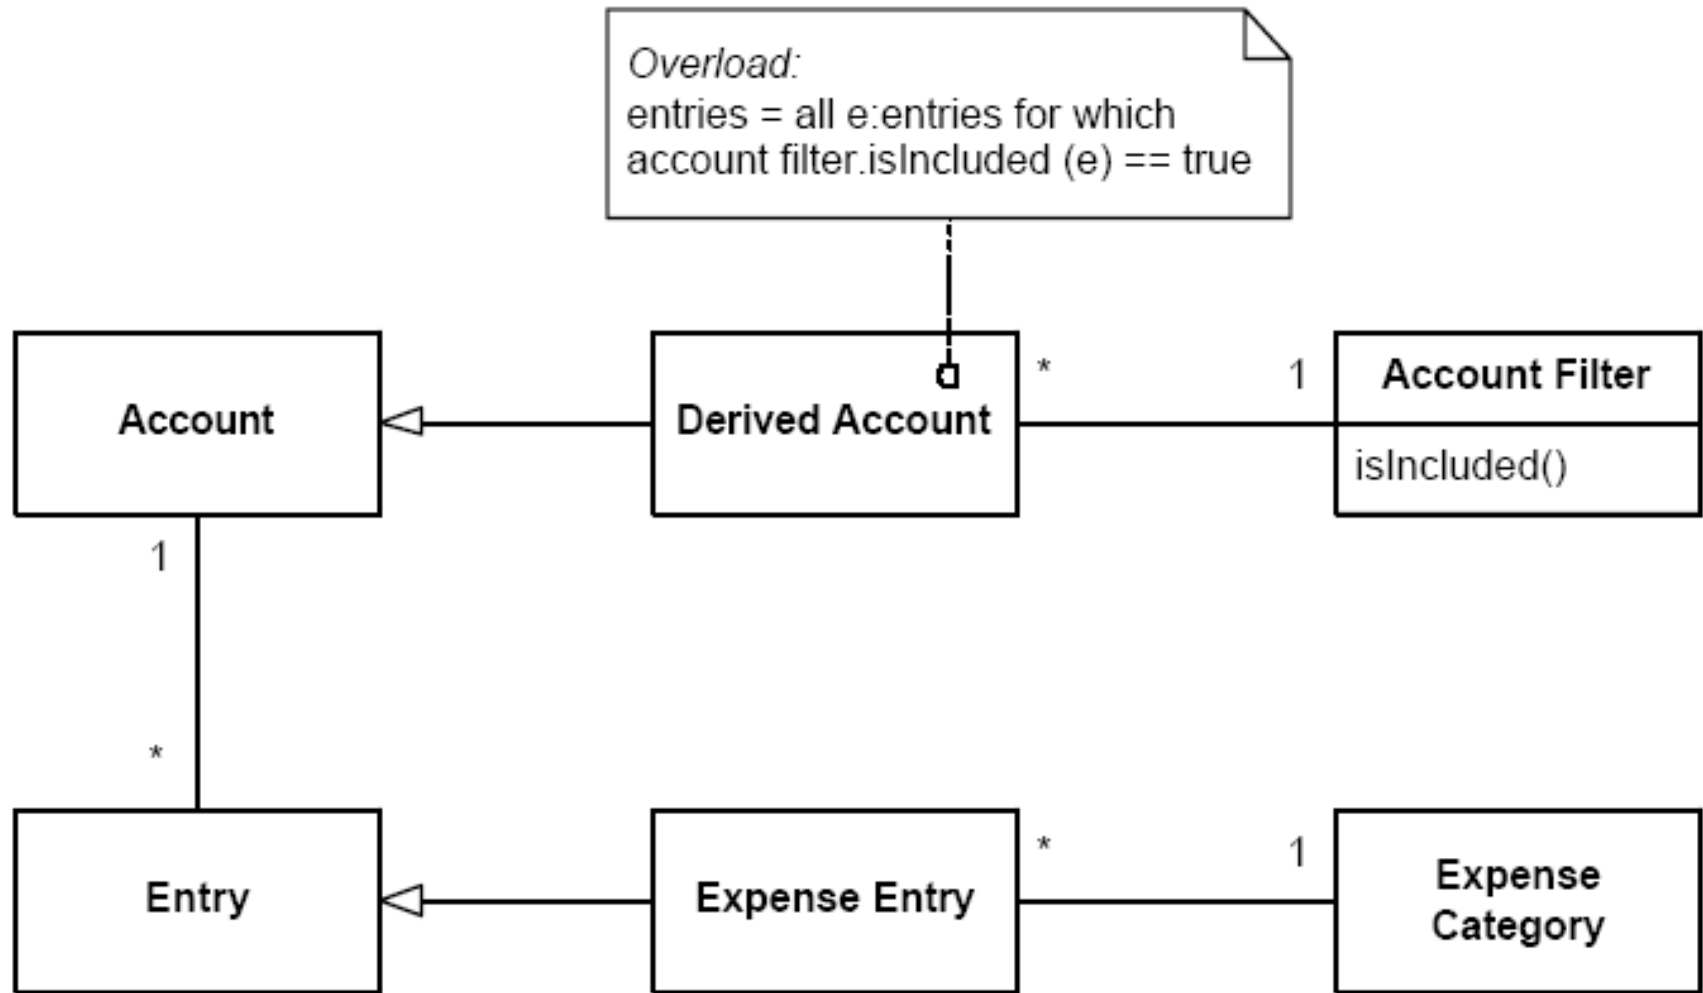 Overload:
entries = all e:entries for which
account filter.isIncluded (e) == true
Account
Derived Account
*
1
Account Filter
isIncluded()
1
*
Entry
Expense Entry
*
1
Expense
Category